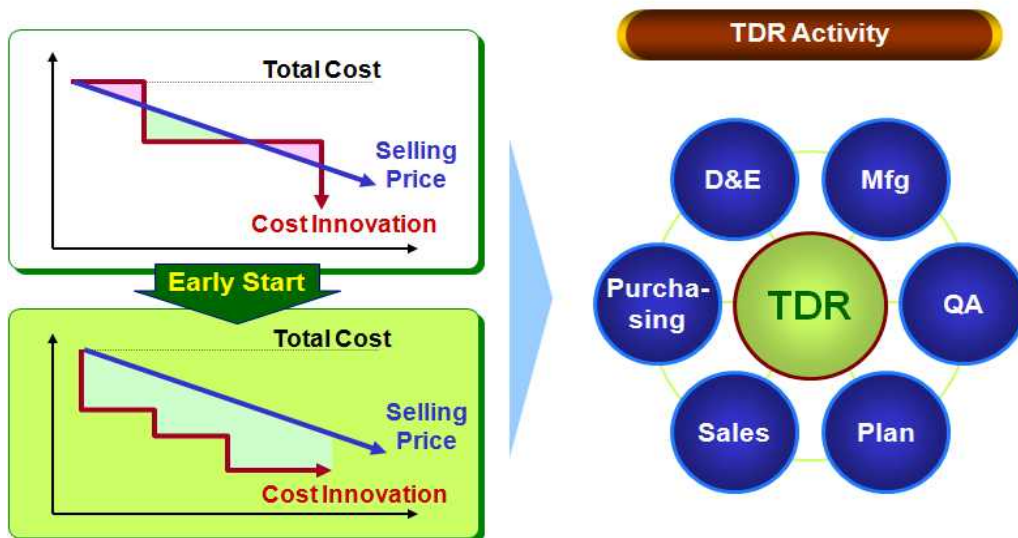 Total Cost
Selling
Price
Cost Innovation
Early Start
Total Cost
Selling
Price
Cost Innovation
TDR Activity
D&E
Mfg
Purcha-
sing
TDR
QA
Sales
Plan